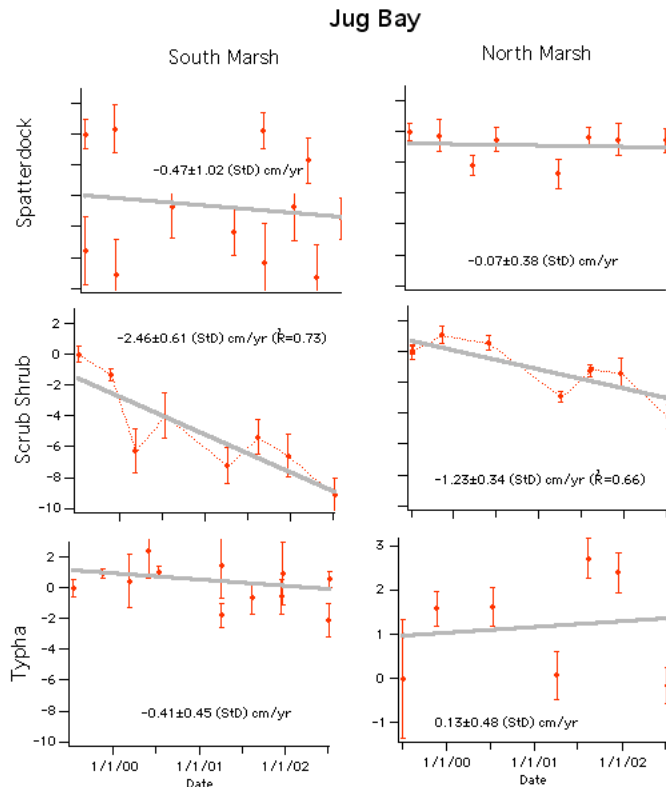 Jug Bay
South Marsh
North Marsh
Spatterdock
-0.47±1.02 (StD) cm/yr
-0.07±0.38 (StD) cm/yr
Scrub Shrub
2
0
-2
-4
-6
-8
-10
-2.46±0.61 (StD) cm/yr (R²=0.73)
-1.23±0.34 (StD) cm/yr (R²=0.66)
Typha
2
0
-2
-4
-6
-8
-10
-0.41±0.45 (StD) cm/yr
3
2
1
0
-1
0.13±0.48 (StD) cm/yr
1/1/00 1/1/01 1/1/02
Date
1/1/00 1/1/01 1/1/02
Date